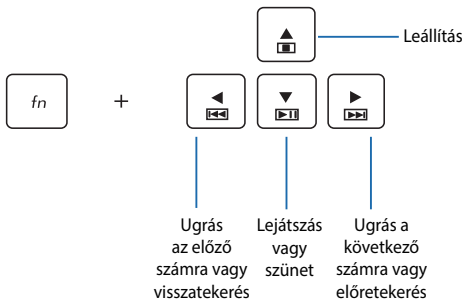 Leállítás
fn
+
Ugrás
az előző
számra vagy
visszatekerés
Lejátszás
vagy
szünet
Ugrás a
következő
számra vagy
előretekerés